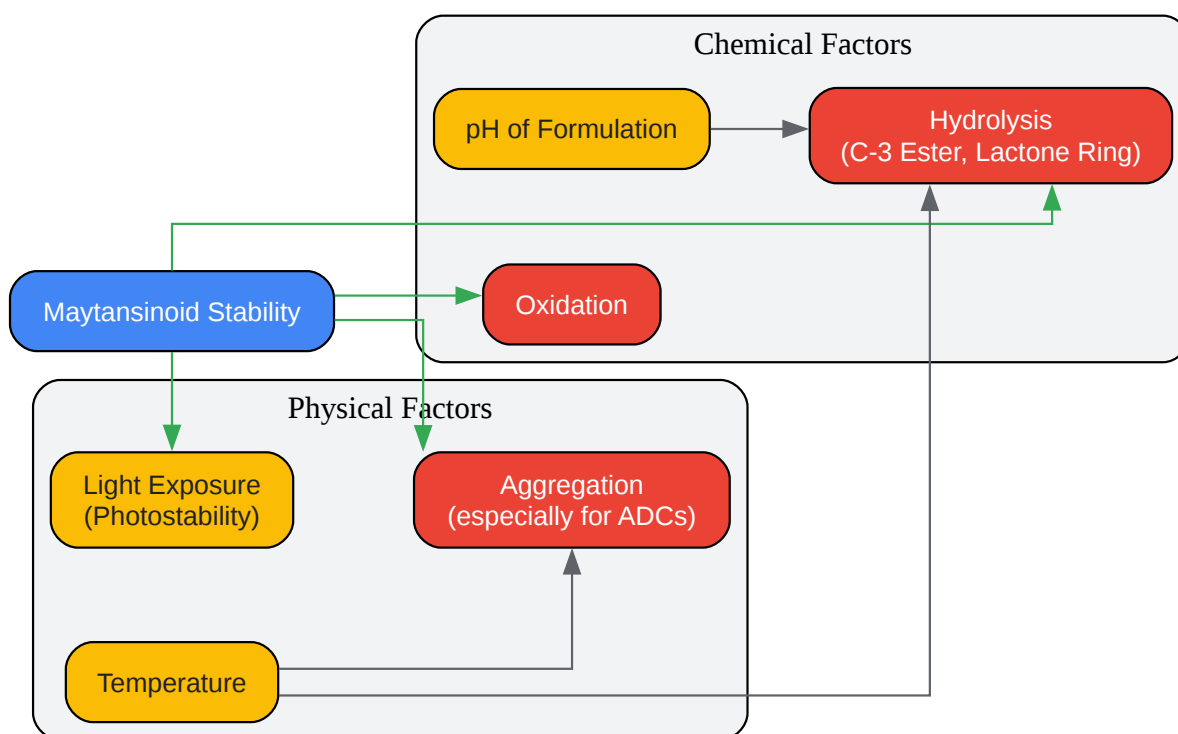 Chemical Factors
pH of Formulation
Hydrolysis
(C-3 Ester, Lactone Ring)
Maytansinoid Stability
Oxidation
Physical Factors
Light Exposure
(Photostability)
Aggregation
(especially for ADCs)
Temperature